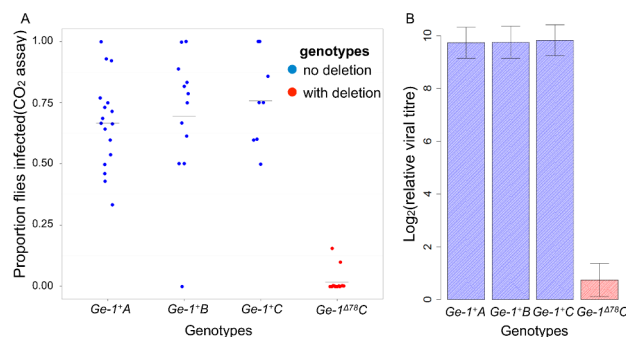 A
Proportion flies infected(CO₂ assay)
1.00
0.75
0.50
0.25
0.00
genotypes
no deletion
with deletion
Ge-1⁺A
Ge-1⁺B
Ge-1⁺C
Ge-1^Δ78C
Genotypes
B
Log₂(relative viral titre)
10
8
6
4
2
0
Ge-1⁺A
Ge-1⁺B
Ge-1⁺C
Ge-1^Δ78C
Genotypes